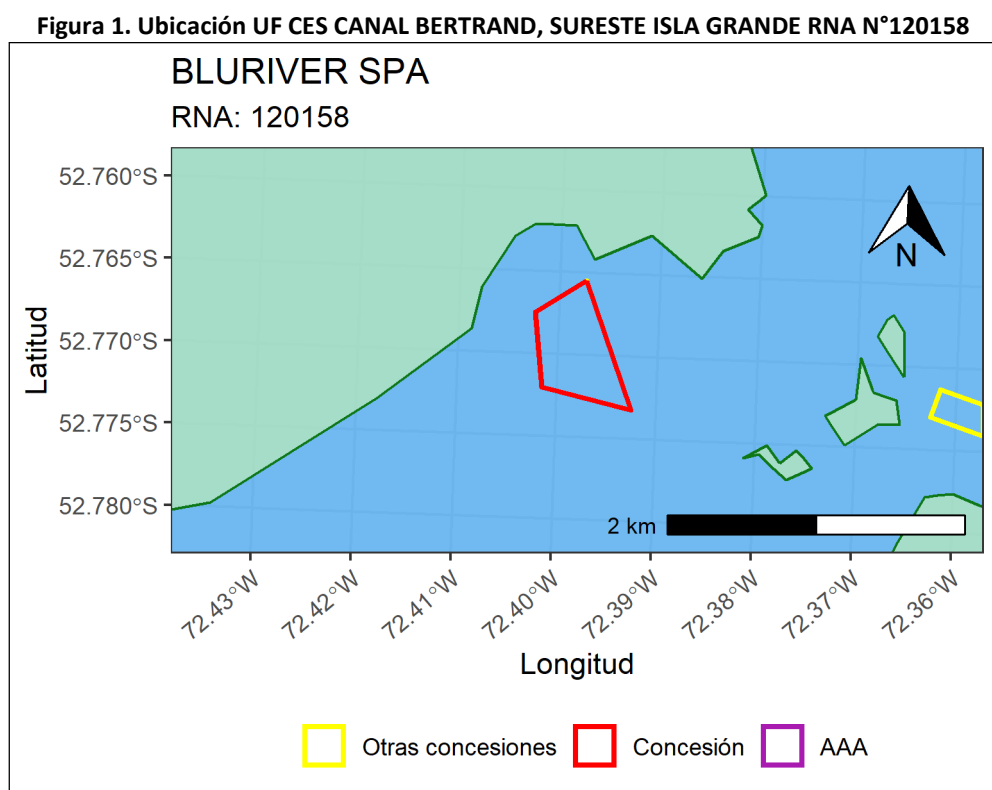 Figura 1. Ubicación UF CES CANAL BERTRAND, SURESTE ISLA GRANDE RNA N°120158
BLURIVER SPA
RNA: 120158
52.760°S
52.765°S
52.770°S
52.775°S
52.780°S
Latitud
N
2 km
72.43°W
72.42°W
72.41°W
72.40°W
72.39°W
72.38°W
72.37°W
72.36°W
Longitud
Otras concesiones
Concesión
AAA